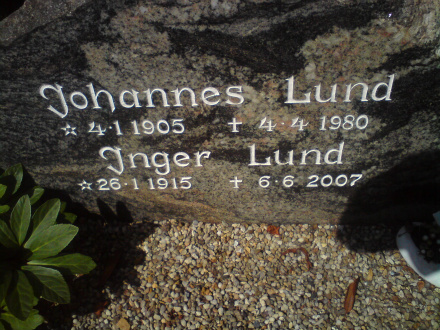 Johannes Lund
☆ 4·1 1905 ✝ 4·4 1980
Inger Lund
☆ 26·1 1915 ✝ 6·6 2007